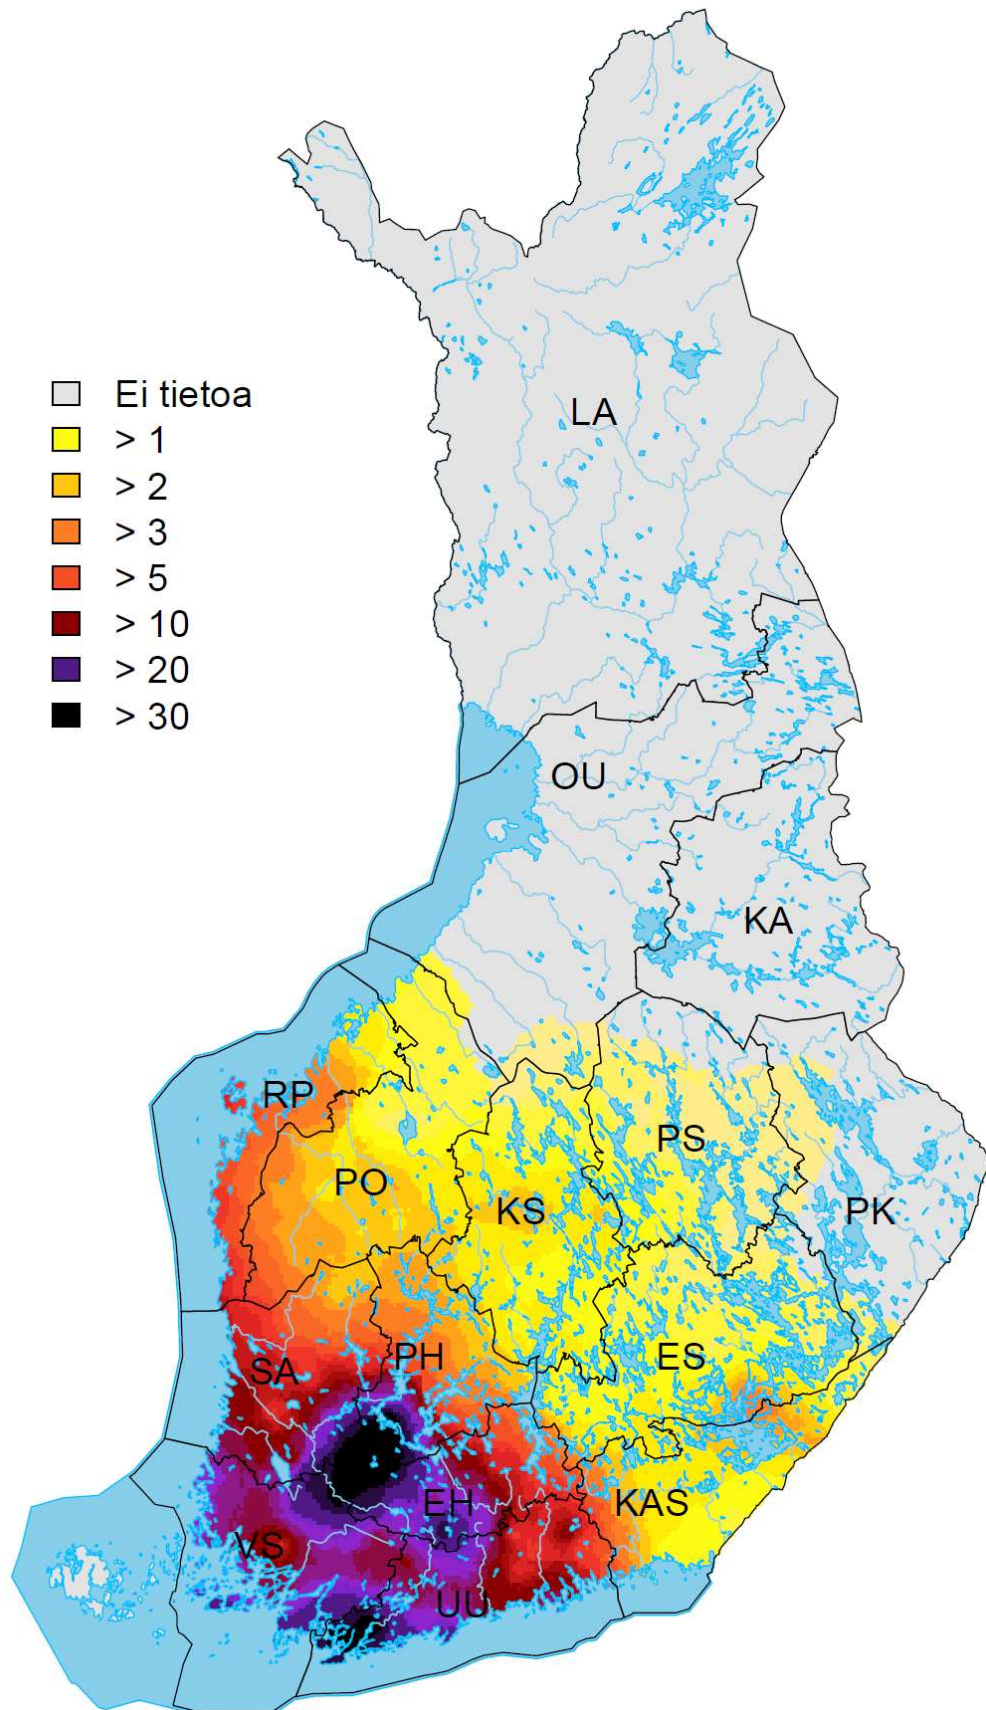 LA
Ei tietoa
> 1
> 2
> 3
> 5
> 10
> 20
> 30
OU
KA
RP
PS
PO
KS
PK
SA
PH
ES
EH
KAS
VS
UU